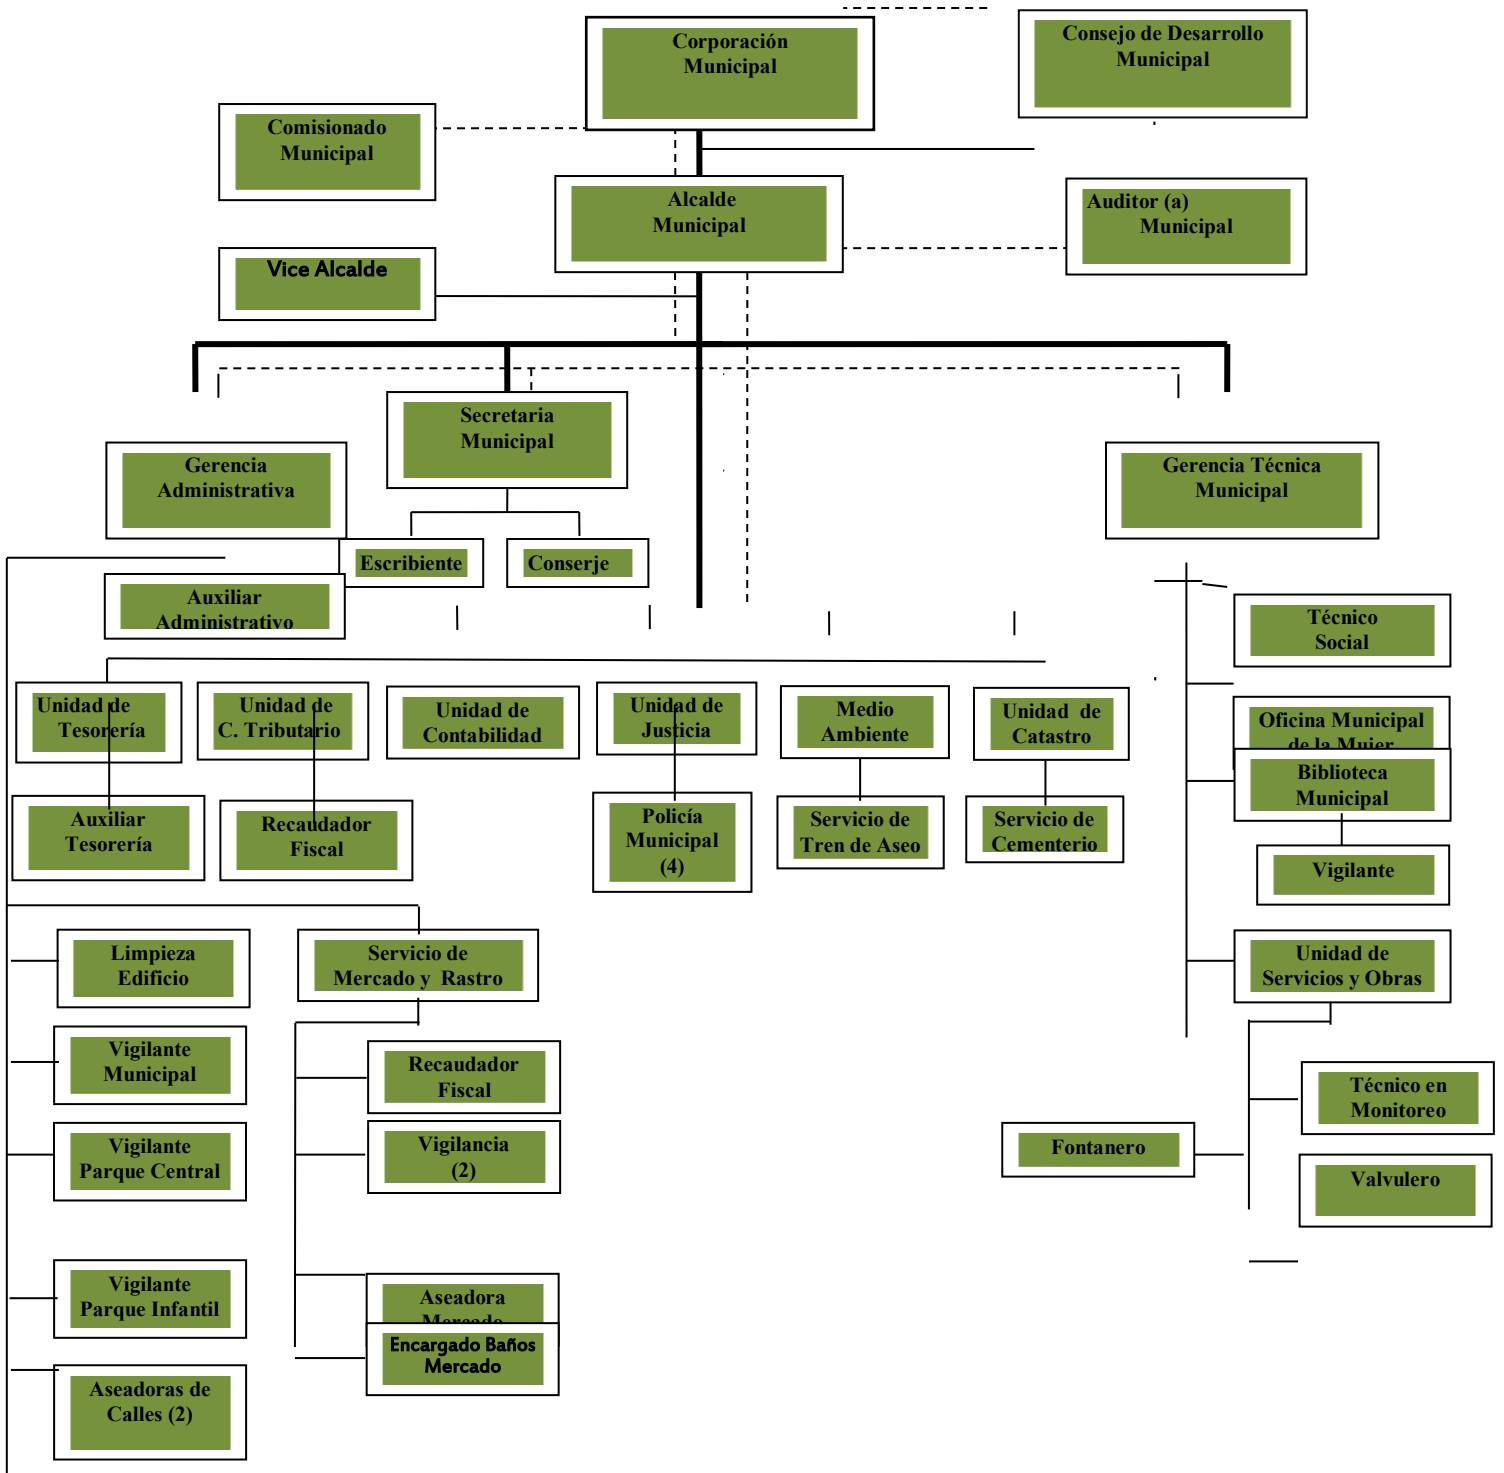 Corporación
Municipal
Consejo de Desarrollo
Municipal
Comisionado
Municipal
Alcalde
Municipal
Auditor (a)
Municipal
Vice Alcalde
Secretaria
Municipal
Gerencia
Administrativa
Gerencia Técnica
Municipal
Escribiente
Conserje
Auxiliar
Administrativo
Técnico
Social
Unidad de
Tesorería
Unidad de
C. Tributario
Unidad de
Contabilidad
Unidad de
Justicia
Medio
Ambiente
Unidad de
Catastro
Oficina Municipal
de la Mujer
Biblioteca
Municipal
Auxiliar
Tesorería
Recaudador
Fiscal
Policía
Municipal
(4)
Servicio de
Tren de Aseo
Servicio de
Cementerio
Vigilante
Limpieza
Edificio
Servicio de
Mercado y Rastro
Unidad de
Servicios y Obras
Vigilante
Municipal
Recaudador
Fiscal
Técnico en
Monitoreo
Vigilante
Parque Central
Vigilancia
(2)
Fontanero
Valvulero
Vigilante
Parque Infantil
Aseadora
Mercado
Encargado Baños
Mercado
Aseadoras de
Calles (2)